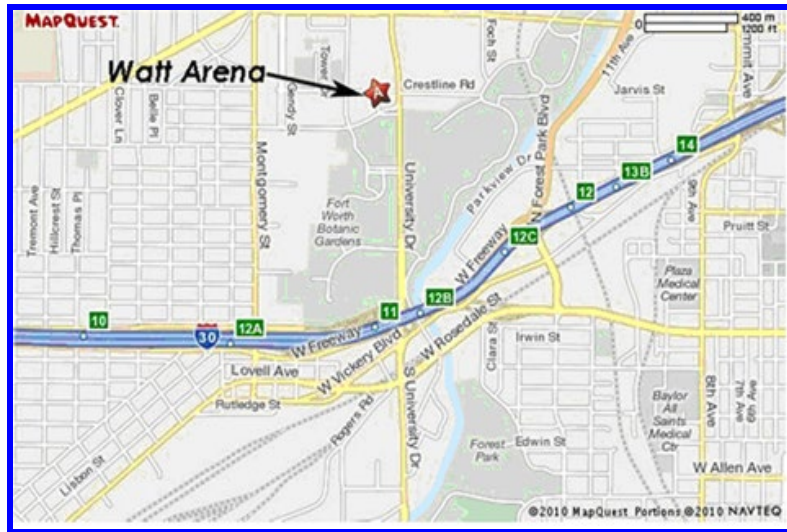 MAPQUEST.
400 m
1200 ft
Watt Arena
Tower Dr
Gendy St
Crestline Rd
Foch St
11th Ave
Summit Ave
Clover Ln
Belle Pl
Jarvis St
Montgomery St
University Dr
Parkview Dr
N Forest Park Blvd
14
13B
12
9th Ave
Tremont Ave
Hillcrest St
Thomas Pl
Fort
Worth
Botanic
Gardens
W Freeway
12C
Pruitt St
Plaza
Medical
Center
10
30
12A
11
12B
W Freeway
W Vickery Blvd
W Rosedale St
Clara St
Irwin St
Lovell Ave
Rutledge St
Rogers Rd
S University Dr
8th Ave
7th Ave
6th Ave
Baylor
All
Saints
Medical
Ctr
Lisbon St
Forest
Park
Edwin St
W Allen Ave
©2010 MapQuest Portions ©2010 NAVTEQ